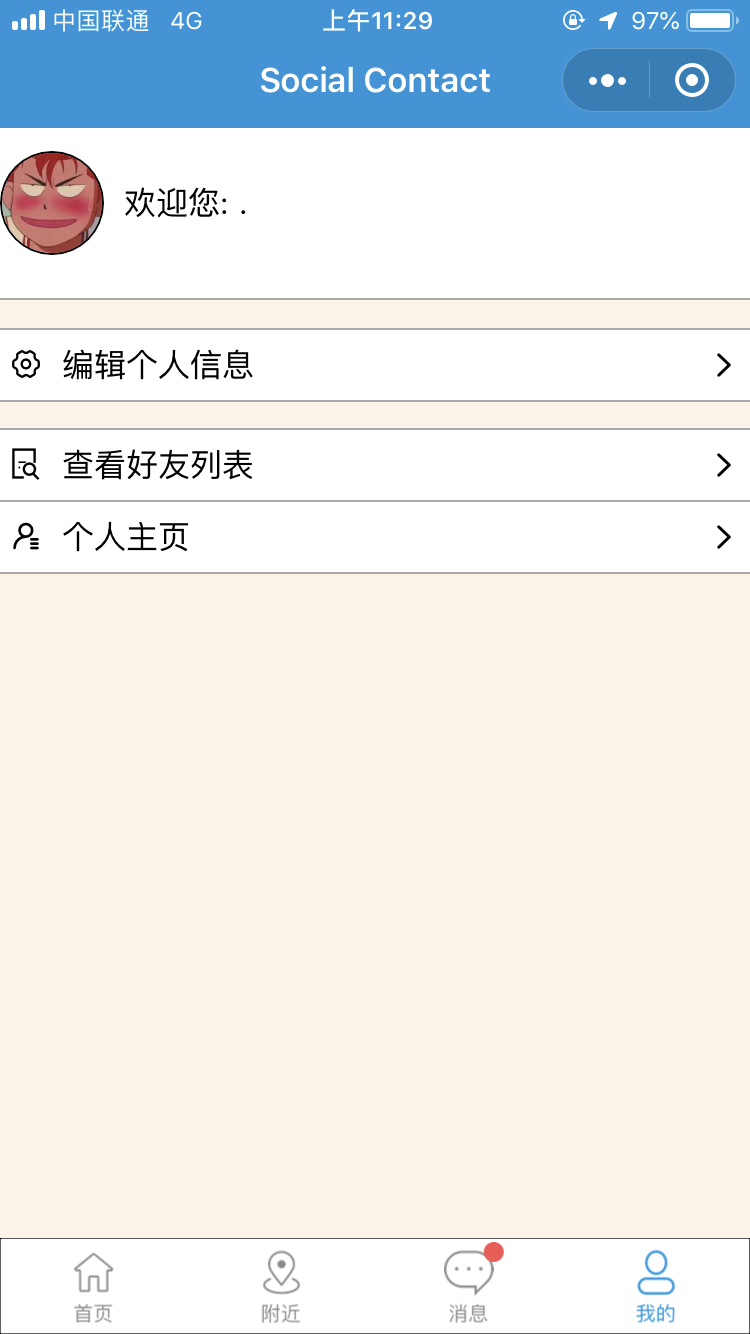 中国联通 4G 上午11:29 97%
Social Contact
欢迎您: .
编辑个人信息
查看好友列表
个人主页
首页 附近 消息 我的